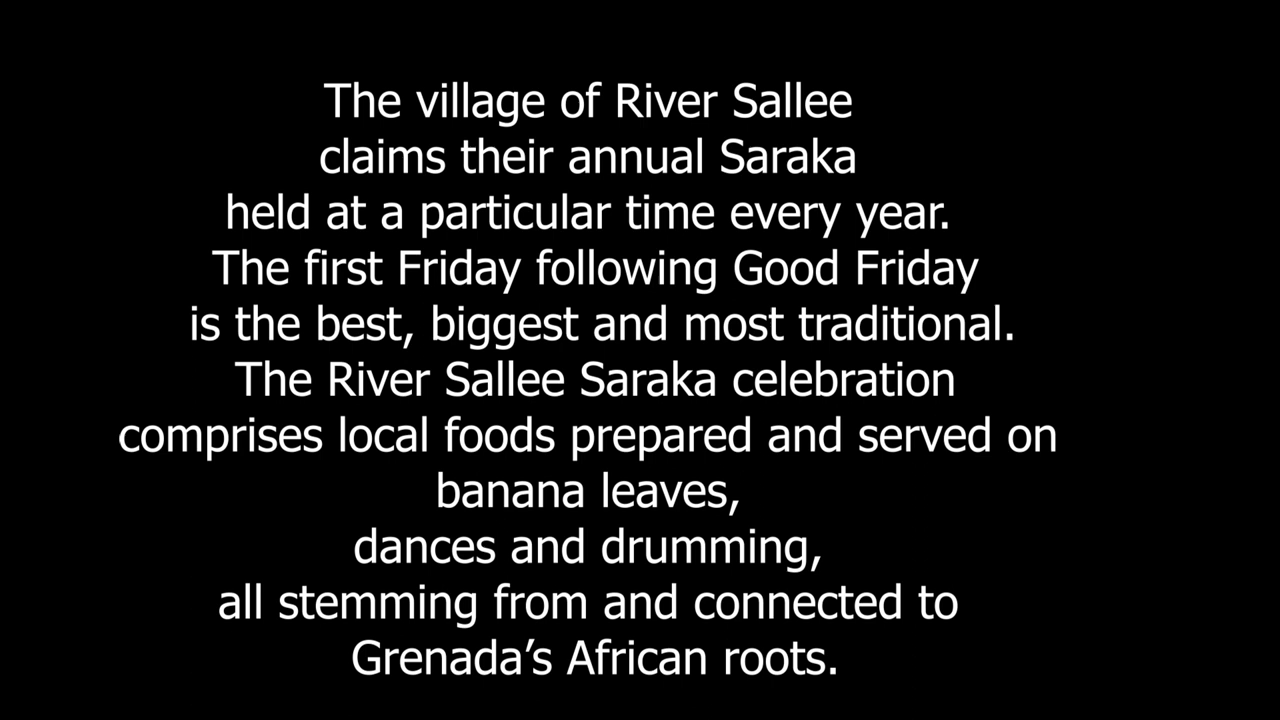 The village of River Sallee
claims their annual Saraka
held at a particular time every year.
The first Friday following Good Friday
is the best, biggest and most traditional.
The River Sallee Saraka celebration
comprises local foods prepared and served on
banana leaves,
dances and drumming,
all stemming from and connected to
Grenada’s African roots.